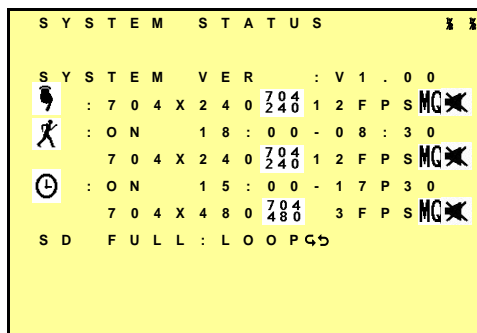 SYSTEM STATUS
SYSTEM VER : V1.00
:704X240 704 240 12FPS MQ
:ON 18:00-08:30
704X240 704 240 12FPS MQ
:ON 15:00-17P30
704X480 704 480 3FPS MQ
SD FULL:LOOP